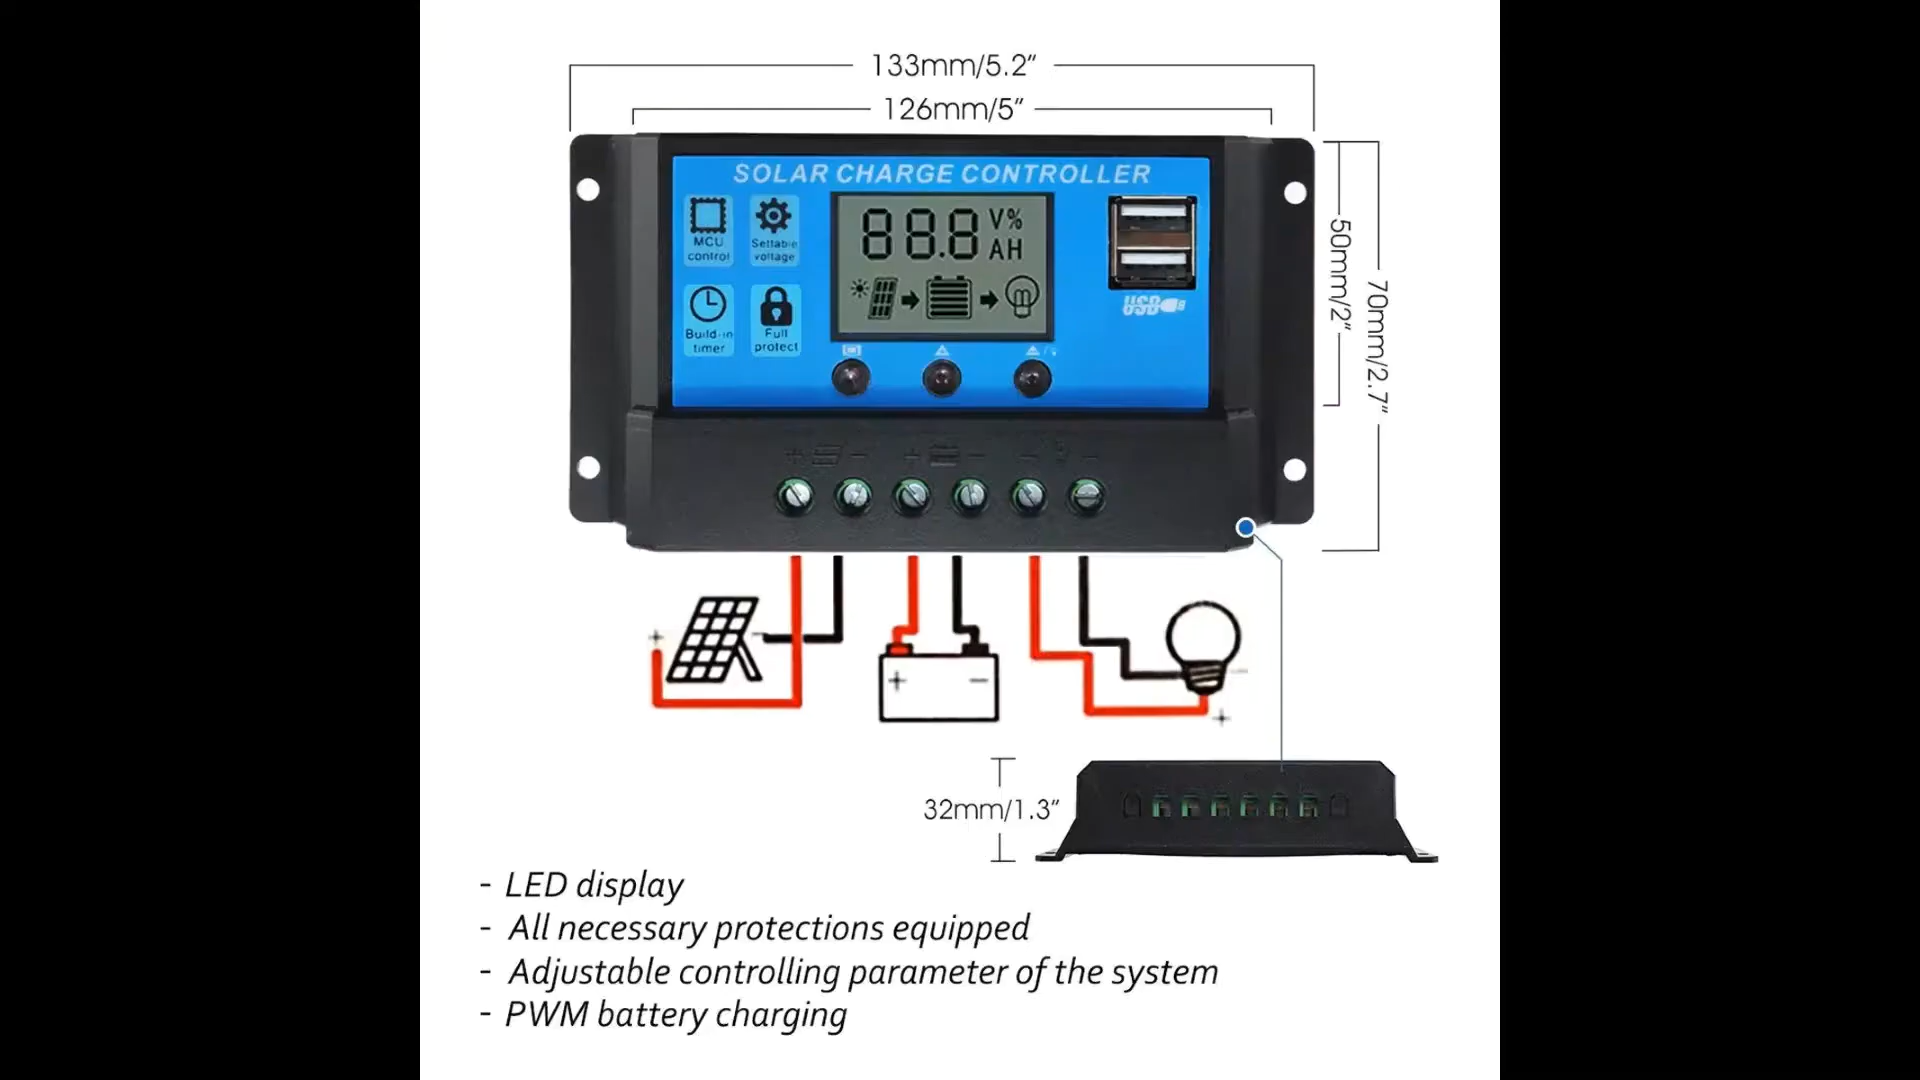 133mm/5.2”
126mm/5”
SOLAR CHARGE CONTROLLER
MCU
control
Settable
voltage
88.8 V%
AH
USB
Build-in
timer
Full
protect
50mm/2”
70mm/2.7”
+ −
+ −
+ −
+ −
+ −
32mm/1.3”
- LED display
- All necessary protections equipped
- Adjustable controlling parameter of the system
- PWM battery charging